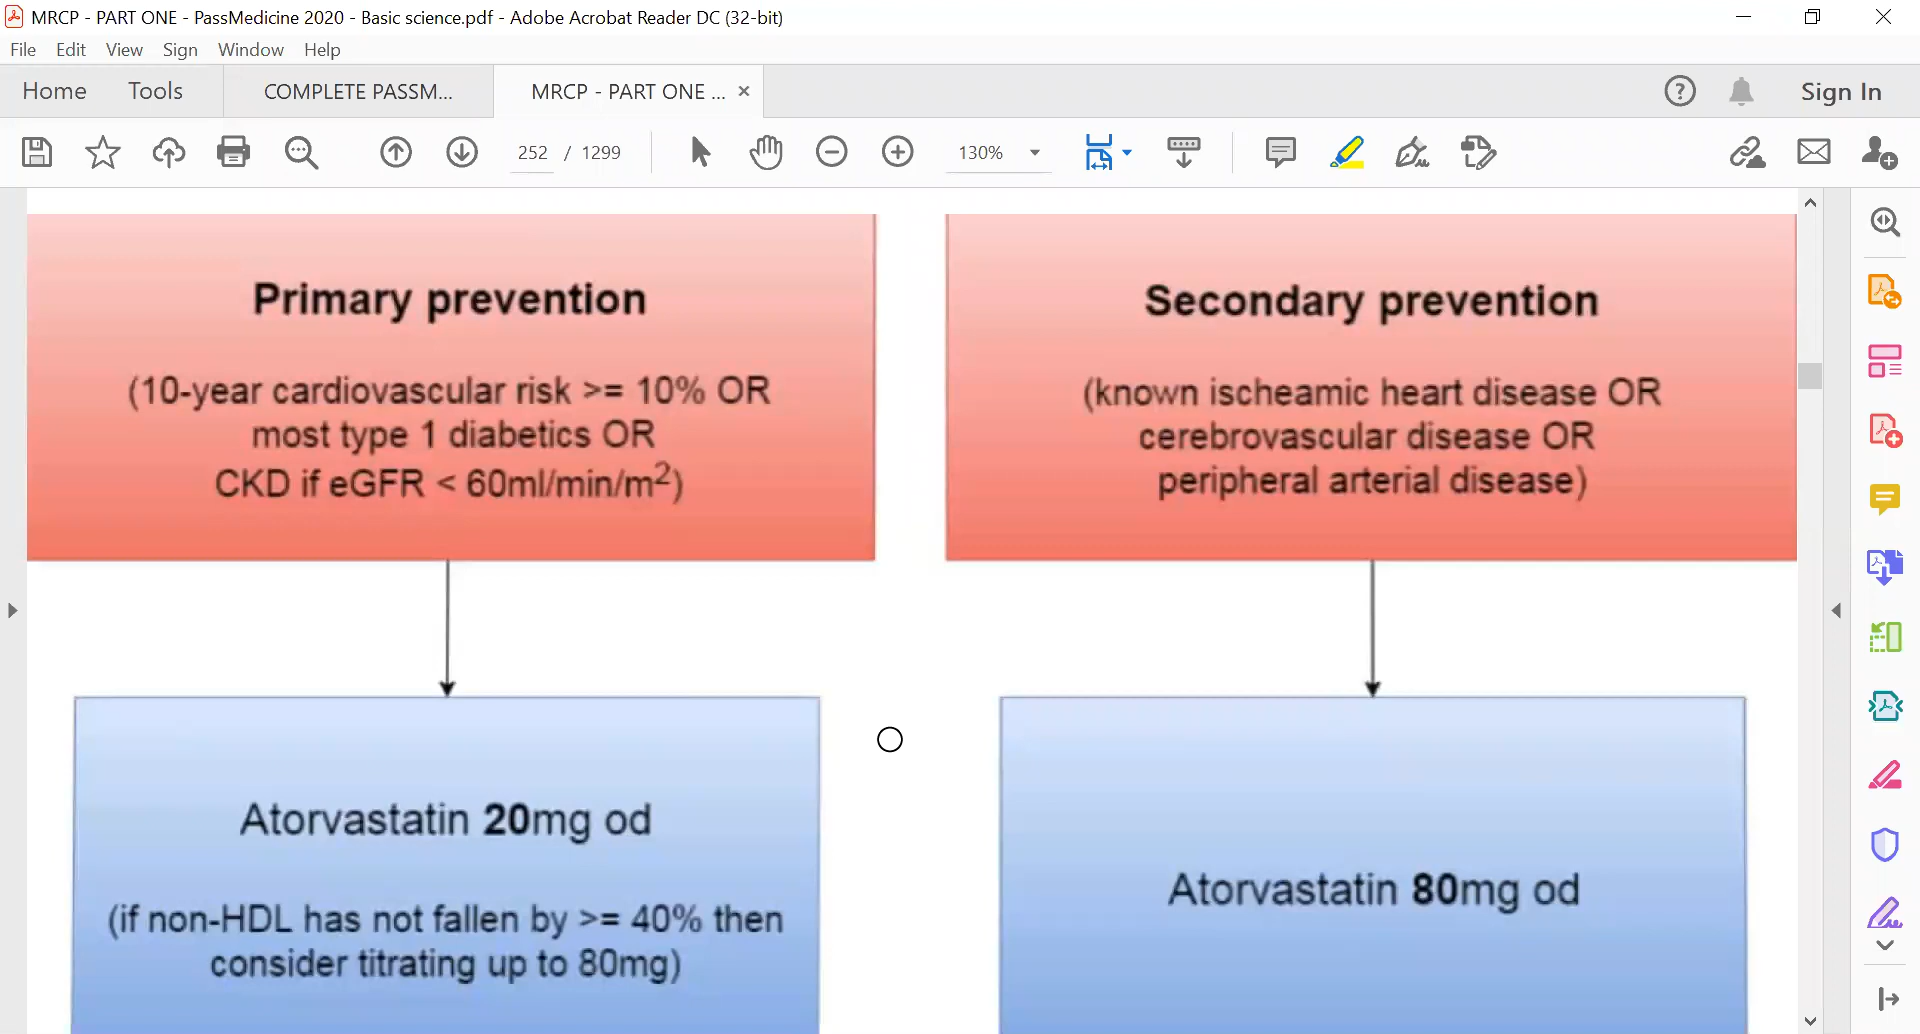 MRCP - PART ONE - PassMedicine 2020 - Basic science.pdf - Adobe Acrobat Reader DC (32-bit)
File Edit View Sign Window Help
Home Tools COMPLETE PASSM... MRCP - PART ONE ... × Sign In
252 / 1299 130%
Primary prevention
(10-year cardiovascular risk >= 10% OR
most type 1 diabetics OR
CKD if eGFR < 60ml/min/m²)
Secondary prevention
(known ischeamic heart disease OR
cerebrovascular disease OR
peripheral arterial disease)
Atorvastatin 20mg od
(if non-HDL has not fallen by >= 40% then
consider titrating up to 80mg)
Atorvastatin 80mg od